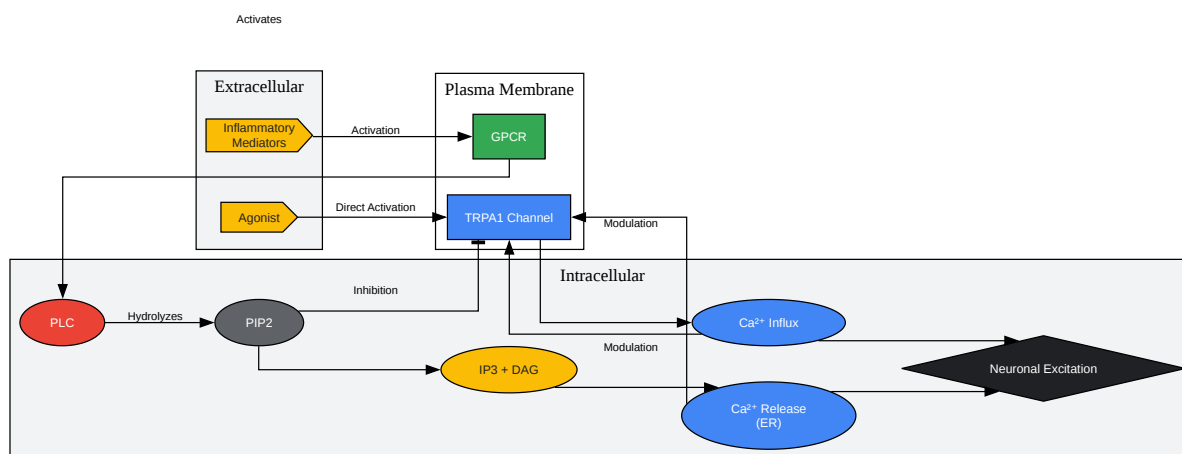 Activates
Extracellular
Plasma Membrane
Inflammatory
Mediators
Activation
GPCR
Agonist
Direct Activation
TRPA1 Channel
Modulation
Intracellular
Inhibition
PLC
Hydrolyzes
PIP2
Ca²⁺ Influx
Modulation
IP3 + DAG
Neuronal Excitation
Ca²⁺ Release
(ER)